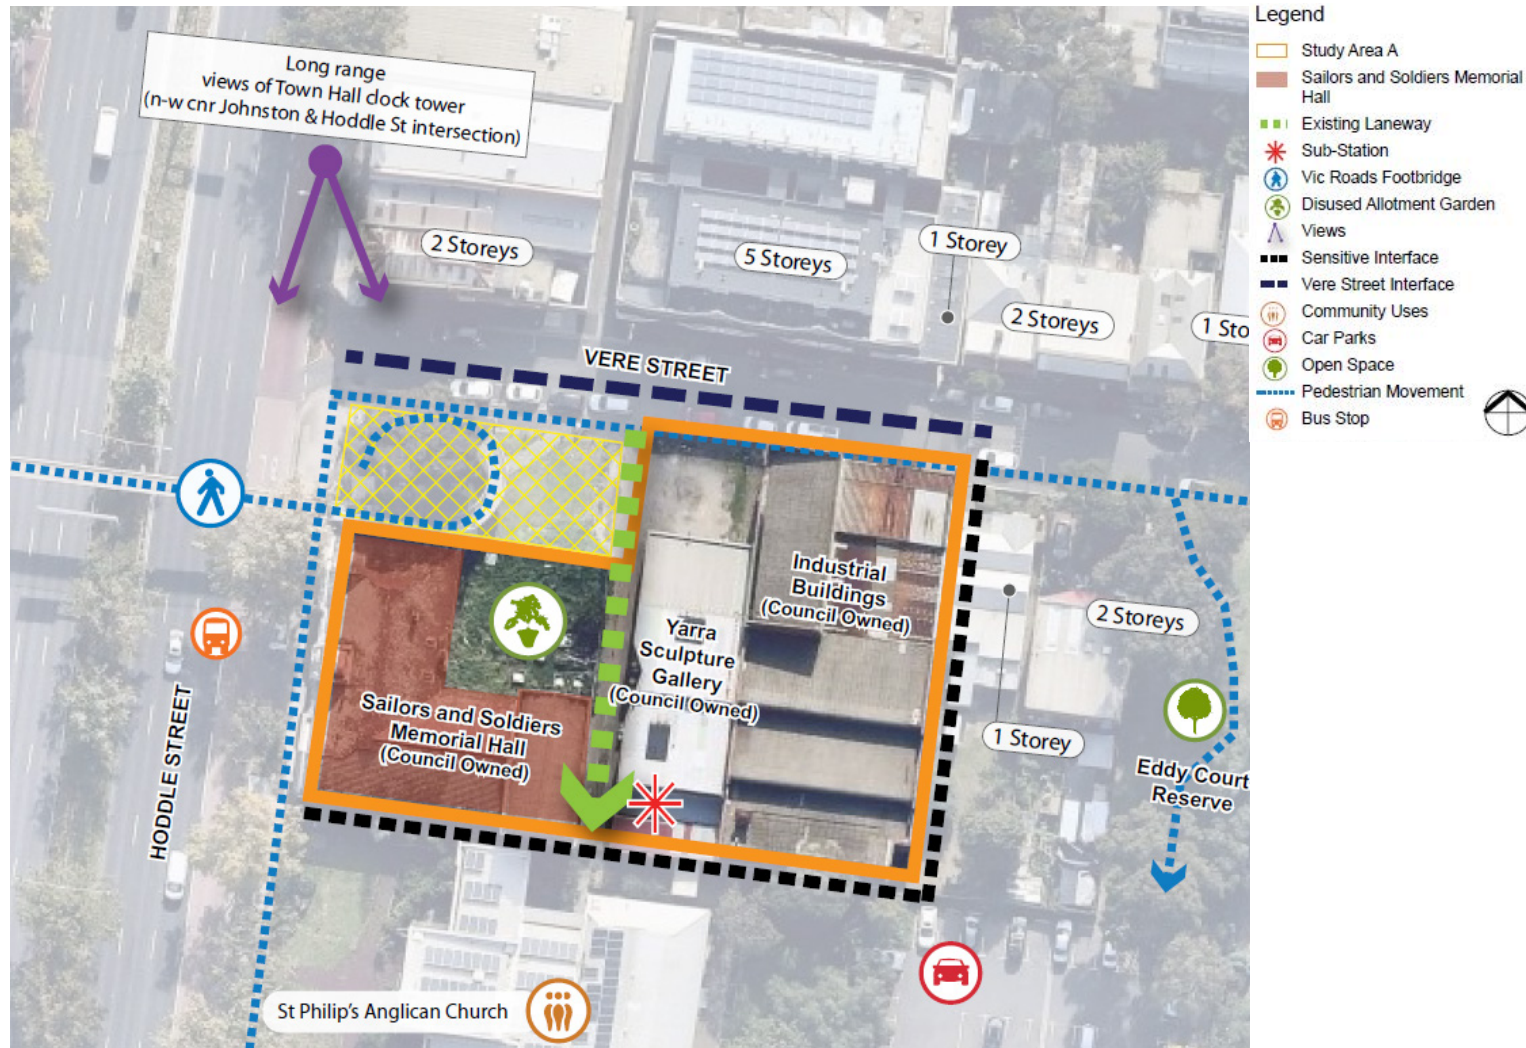 Long range
views of Town Hall clock tower
(n-w cnr Johnston & Hoddle St intersection)
2 Storeys
5 Storeys
1 Storey
2 Storeys
1 Sto
VERE STREET
Industrial
Buildings
(Council Owned)
Yarra
Sculpture
Gallery
(Council Owned)
2 Storeys
Sailors and Soldiers
Memorial Hall
(Council Owned)
1 Storey
HODDLE STREET
Eddy Court
Reserve
St Philip's Anglican Church
Legend
Study Area A
Sailors and Soldiers Memorial
Hall
Existing Laneway
Sub-Station
Vic Roads Footbridge
Disused Allotment Garden
Views
Sensitive Interface
Vere Street Interface
Community Uses
Car Parks
Open Space
Pedestrian Movement
Bus Stop